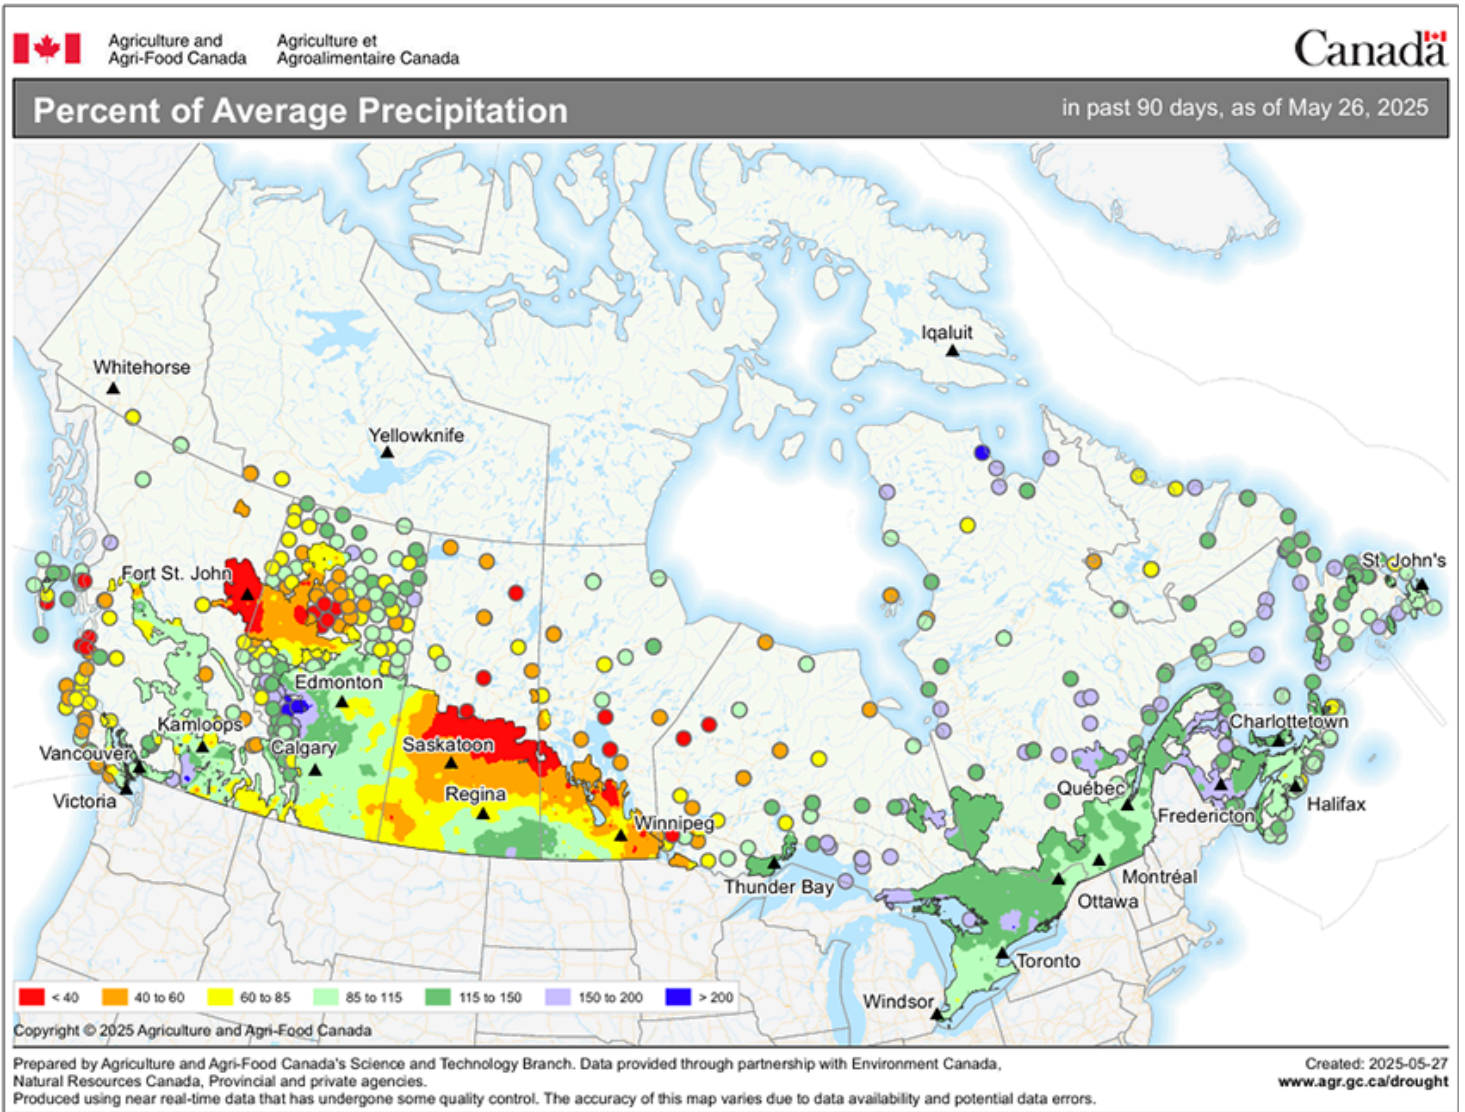 Agriculture and
Agri-Food Canada
Agriculture et
Agroalimentaire Canada
Canada
Percent of Average Precipitation
in past 90 days, as of May 26, 2025
Iqaluit
Whitehorse
Yellowknife
St. John's
Fort St. John
Edmonton
Charlottetown
Kamloops
Calgary
Saskatoon
Vancouver
Québec
Regina
Victoria
Halifax
Fredericton
Winnipeg
Montréal
Thunder Bay
Ottawa
Toronto
Windsor
< 40 40 to 60 60 to 85 85 to 115 115 to 150 150 to 200 > 200
Copyright © 2025 Agriculture and Agri-Food Canada
Prepared by Agriculture and Agri-Food Canada's Science and Technology Branch. Data provided through partnership with Environment Canada,
Natural Resources Canada, Provincial and private agencies.
Produced using near real-time data that has undergone some quality control. The accuracy of this map varies due to data availability and potential data errors.
Created: 2025-05-27
www.agr.gc.ca/drought